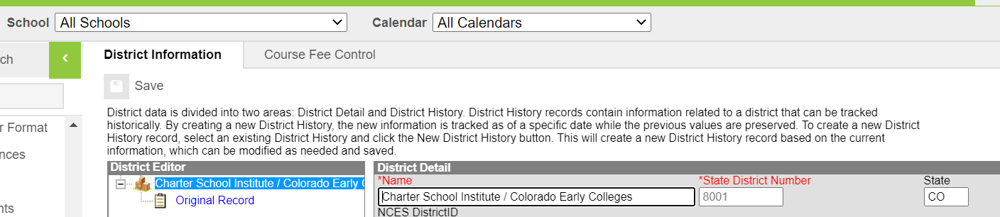 School All Schools Calendar All Calendars
ch District Information Course Fee Control
Save
District data is divided into two areas: District Detail and District History. District History records contain information related to a district that can be tracked
r Format historically. By creating a new District History, the new information is tracked as of a specific date while the previous values are preserved. To create a new District
History record, select an existing District History and click the New District History button. This will create a new District History record based on the current
nces information, which can be modified as needed and saved.
District Editor District Detail
*Name *State District Number State
Charter School Institute / Colorado Early C
Charter School Institute / Colorado Early Colleges 8001 CO
Original Record
nts NCES DistrictID